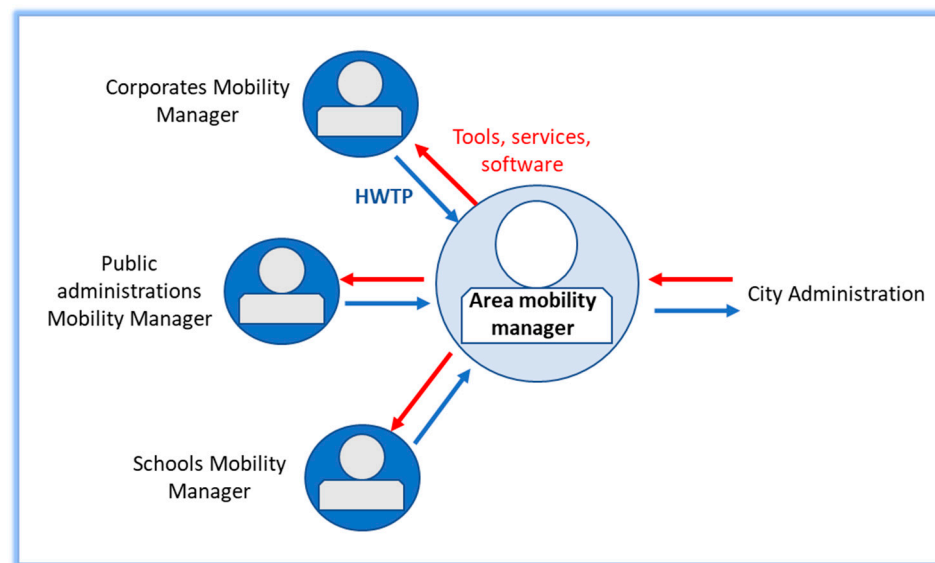 Corporates Mobility
Manager
Tools, services,
software
HWTP
Public
administrations
Mobility Manager
Area mobility
manager
City Administration
Schools Mobility
Manager